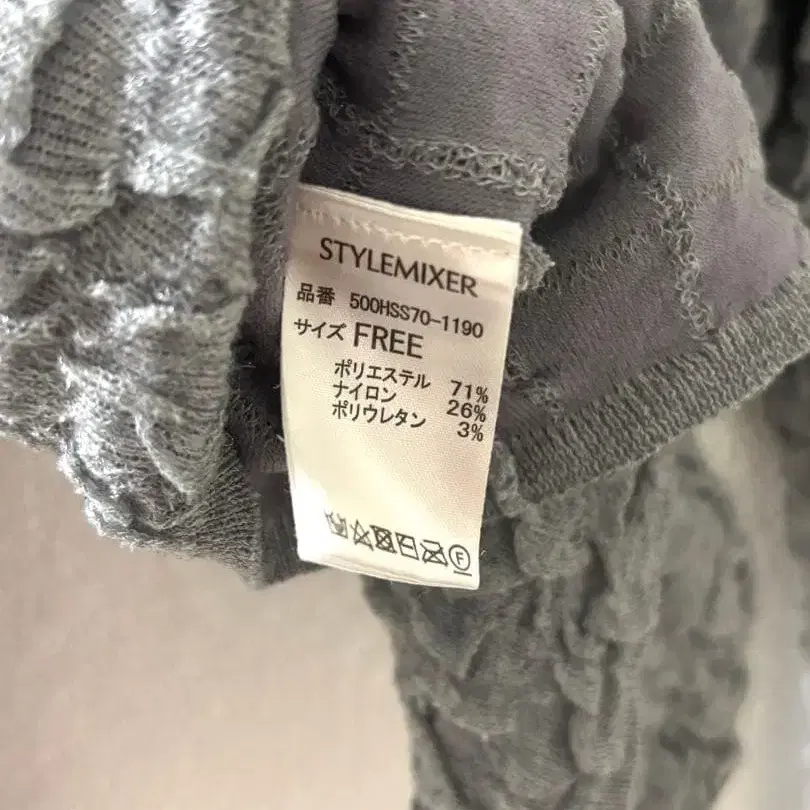 STYLEMIXER
品番 500HSS70-1190
サイズ FREE
ポリエステル 71%
ナイロン 26%
ポリウレタン 3%
F